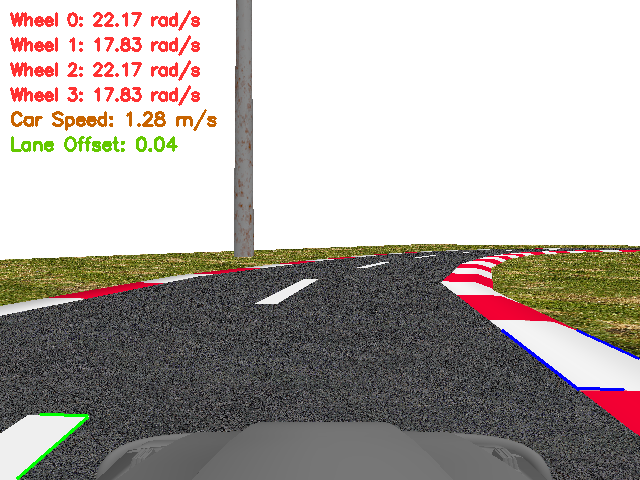 Wheel 0: 22.17 rad/s
Wheel 1: 17.83 rad/s
Wheel 2: 22.17 rad/s
Wheel 3: 17.83 rad/s
Car Speed: 1.28 m/s
Lane Offset: 0.04